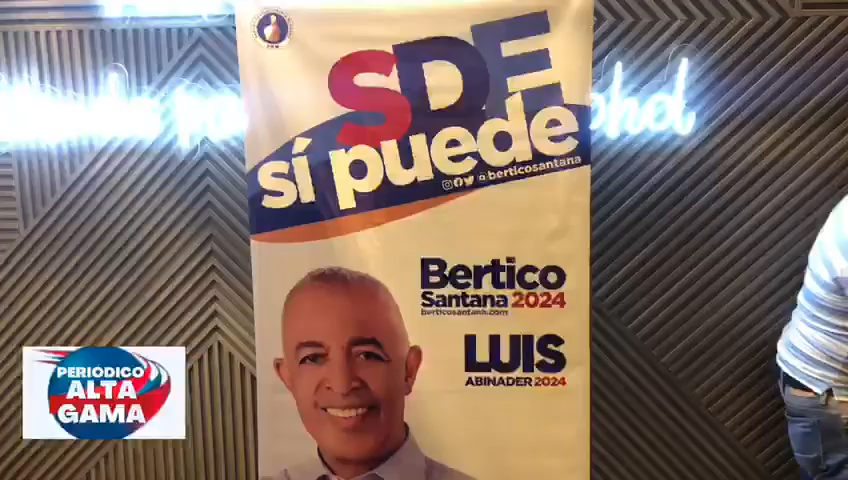 SDE
sí puede
@berticosantana
Bertico
Santana 2024
berticosantana.com
LUIS
ABINADER 2024
PERIODICO
ALTA
GAMA